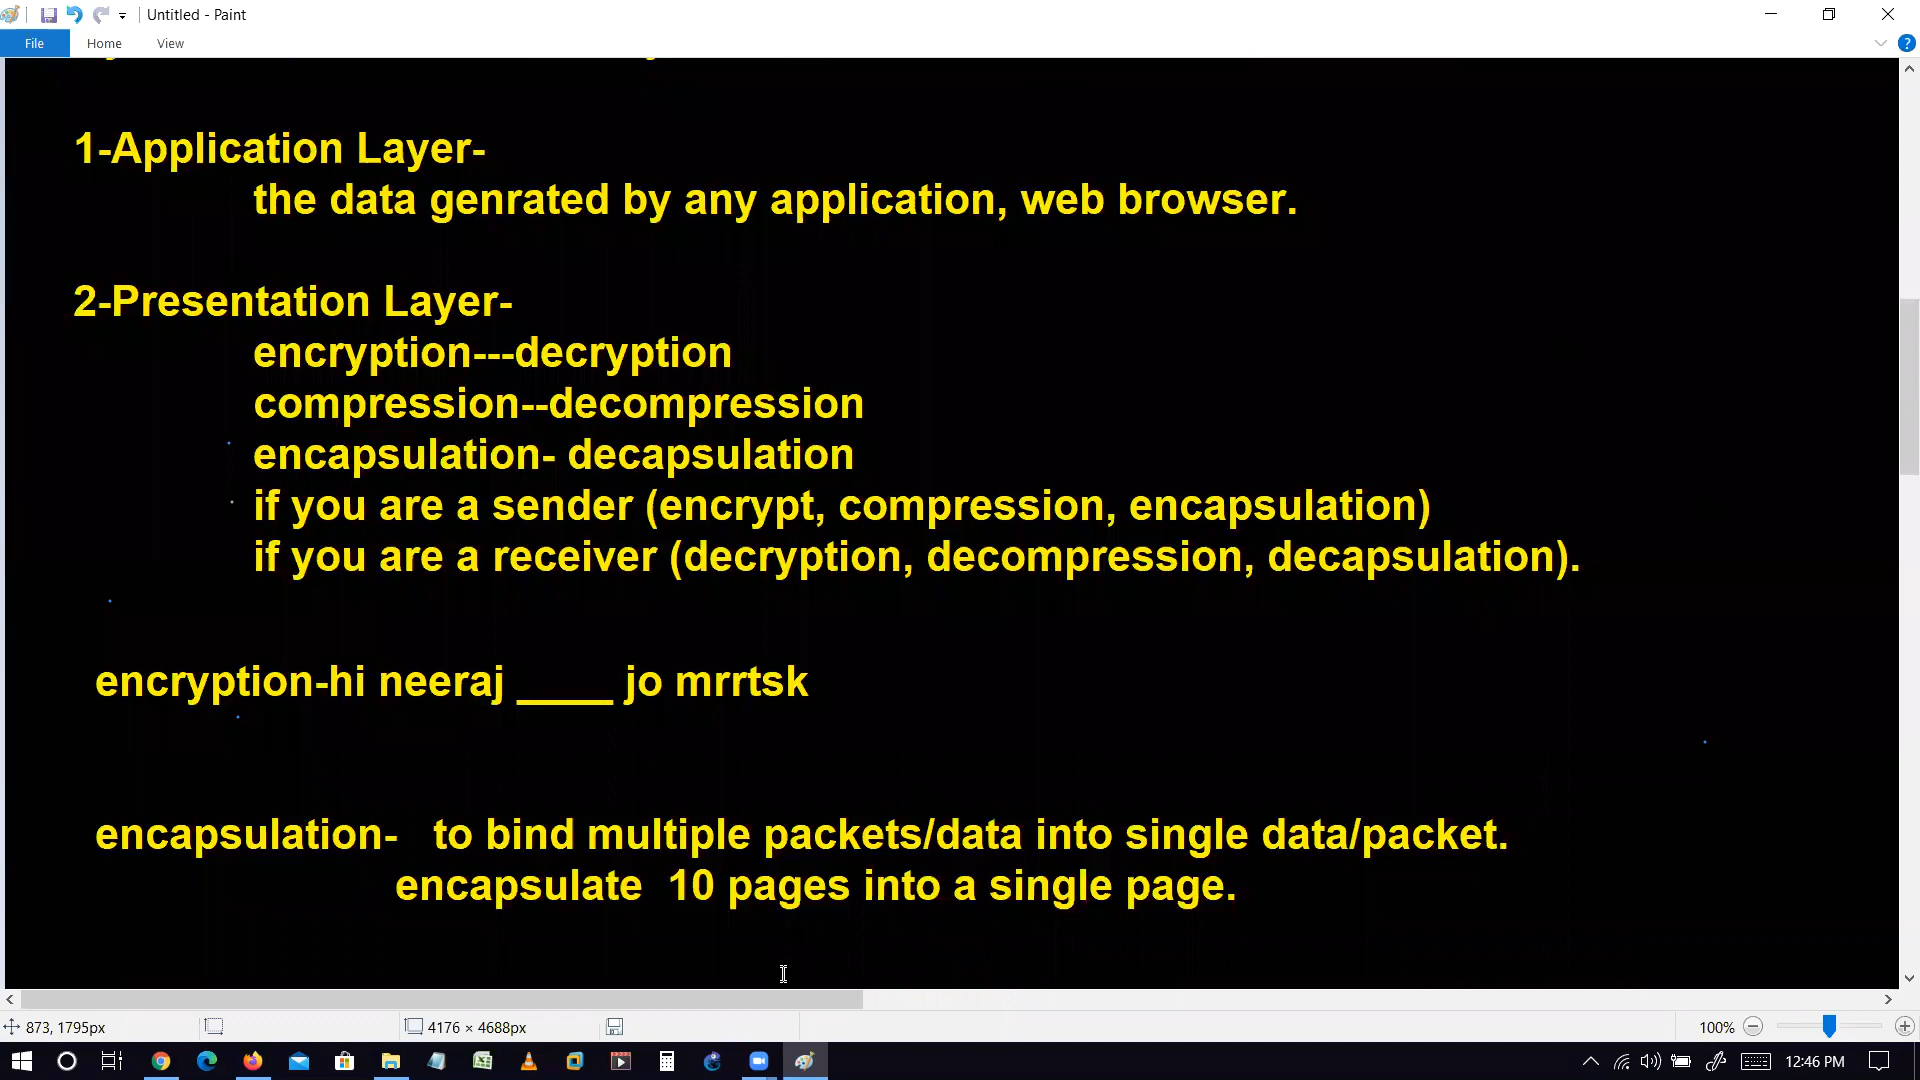 Untitled - Paint
File Home View
1-Application Layer-
the data genrated by any application, web browser.
2-Presentation Layer-
encryption---decryption
compression--decompression
encapsulation- decapsulation
if you are a sender (encrypt, compression, encapsulation)
if you are a receiver (decryption, decompression, decapsulation).
encryption-hi neeraj ____ jo mrrtsk
encapsulation- to bind multiple packets/data into single data/packet.
encapsulate 10 pages into a single page.
873, 1795px 4176 × 4688px 100%
12:46 PM